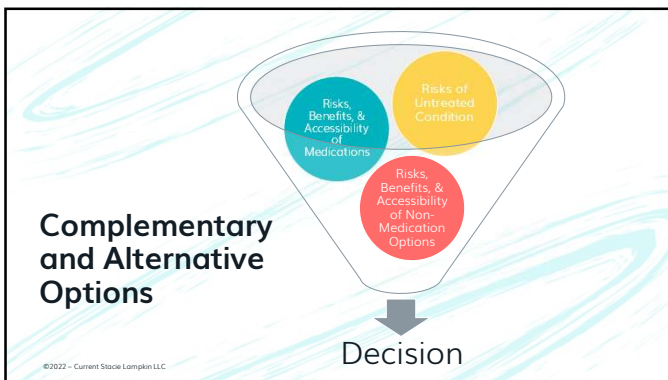 Complementary
and Alternative
Options
Risks,
Benefits, &
Accessibility
of
Medications
Risks of
Untreated
Condition
Risks,
Benefits, &
Accessibility
of Non-
Medication
Options
Decision
©2022 – Current Stacie Lampkin LLC